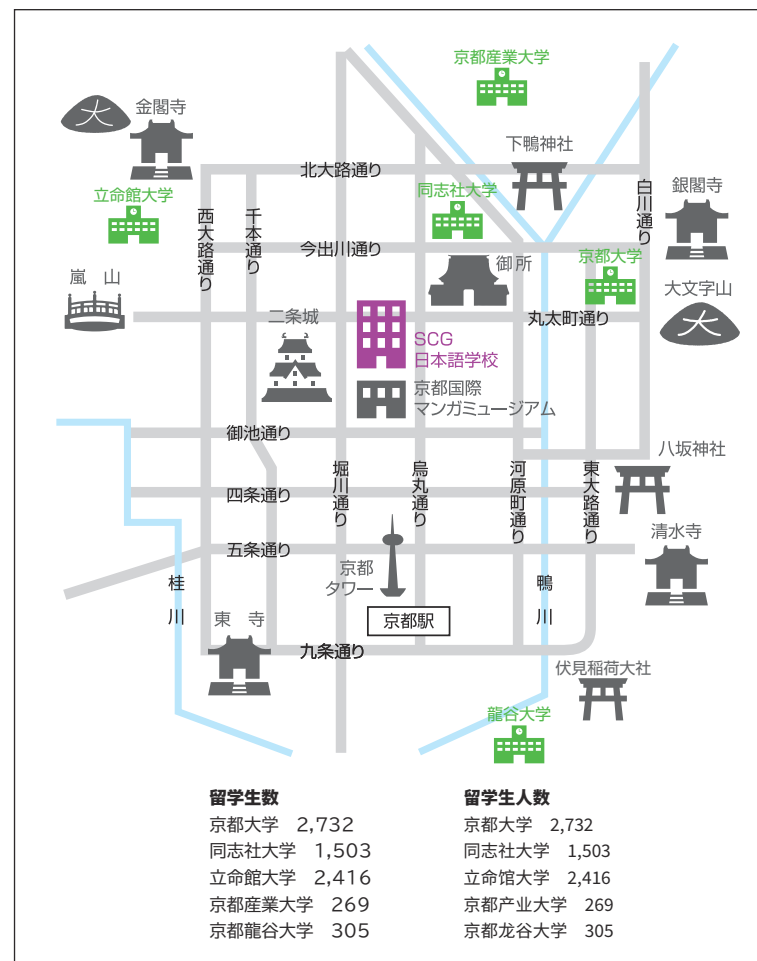 京都産業大学
大
金閣寺
下鴨神社
北大路通り
立命館大学
同志社大学
白川通り
銀閣寺
西大路通り
千本通り
今出川通り
御所
京都大学
嵐 山
大文字山
大
二条城
丸太町通り
SCG
日本語学校
京都国際
マンガミュージアム
御池通り
八坂神社
堀川通り
烏丸通り
河原町通り
東大路通り
四条通り
清水寺
五条通り
京都
タワー
桂川
鴨川
京都駅
東 寺
九条通り
伏見稲荷大社
龍谷大学
留学生数
京都大学 2,732
同志社大学 1,503
立命館大学 2,416
京都産業大学 269
京都龍谷大学 305
留学生人数
京都大学 2,732
同志社大学 1,503
立命馆大学 2,416
京都产业大学 269
京都龙谷大学 305